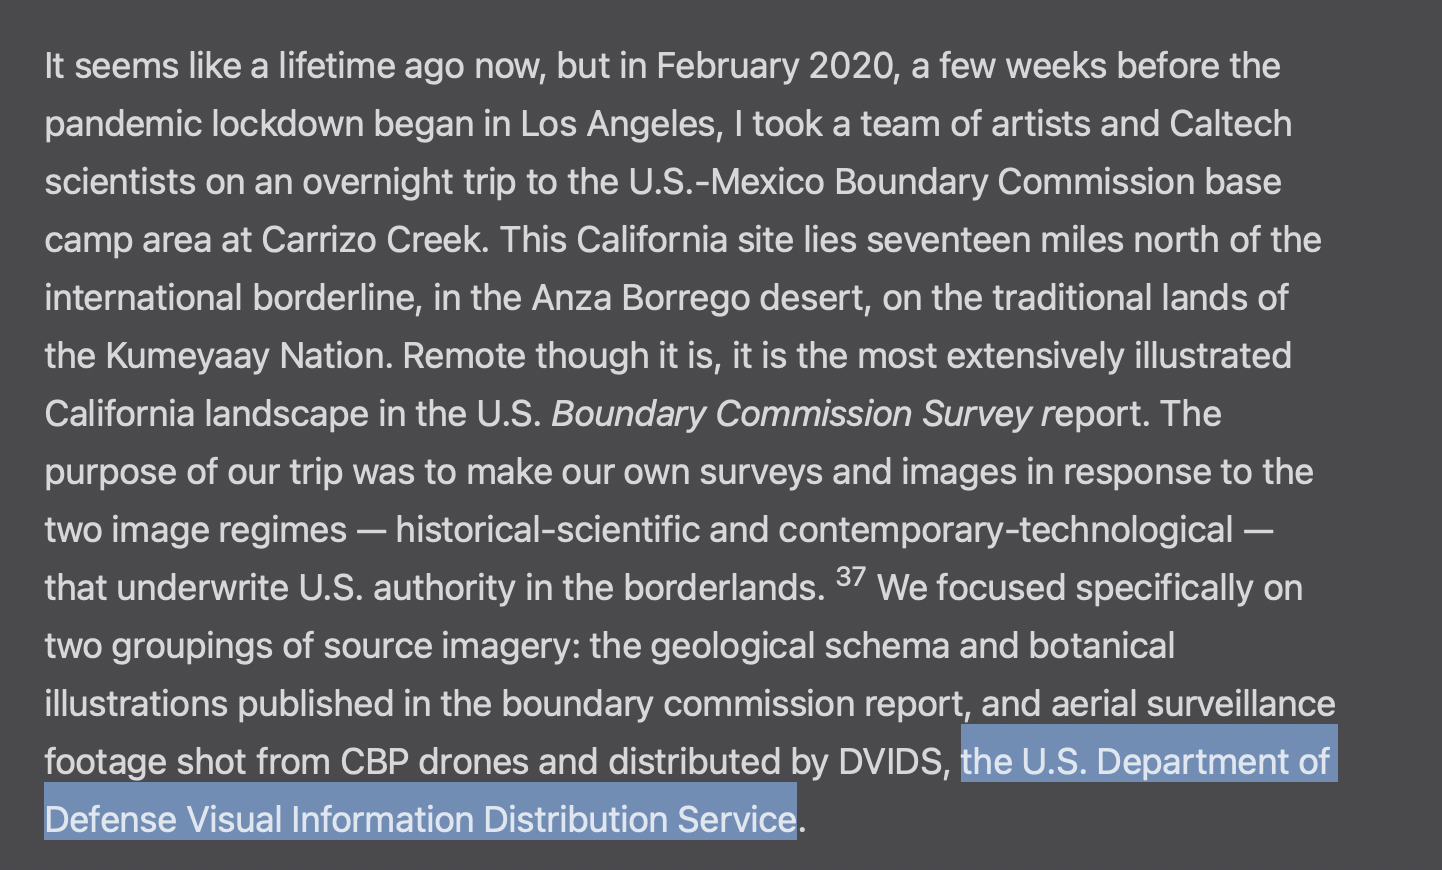 It seems like a lifetime ago now, but in February 2020, a few weeks before the
pandemic lockdown began in Los Angeles, I took a team of artists and Caltech
scientists on an overnight trip to the U.S.-Mexico Boundary Commission base
camp area at Carrizo Creek. This California site lies seventeen miles north of the
international borderline, in the Anza Borrego desert, on the traditional lands of
the Kumeyaay Nation. Remote though it is, it is the most extensively illustrated
California landscape in the U.S. Boundary Commission Survey report. The
purpose of our trip was to make our own surveys and images in response to the
two image regimes — historical-scientific and contemporary-technological —
that underwrite U.S. authority in the borderlands. 37 We focused specifically on
two groupings of source imagery: the geological schema and botanical
illustrations published in the boundary commission report, and aerial surveillance
footage shot from CBP drones and distributed by DVIDS, the U.S. Department of
Defense Visual Information Distribution Service.